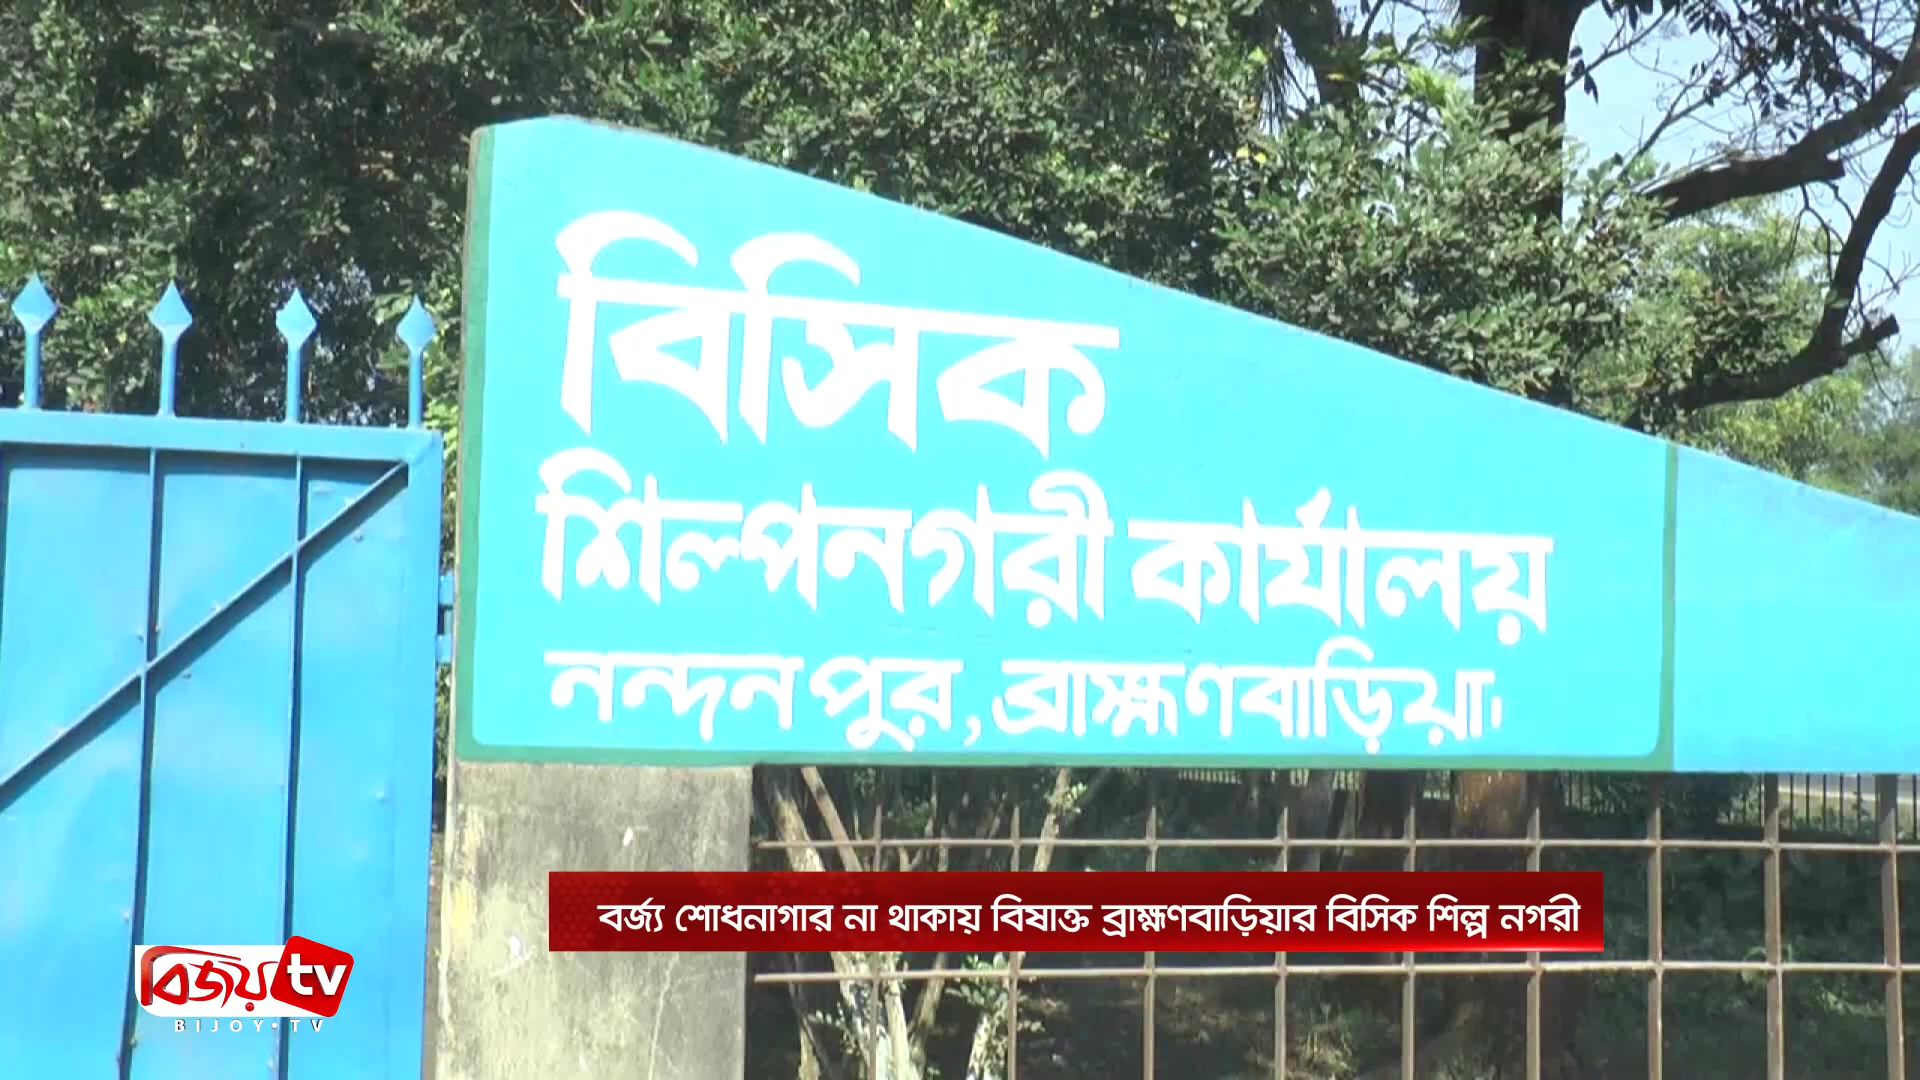 বিসিক
শিল্পনগরী কার্যালয়
নন্দনপুর, ব্রাহ্মণবাড়িয়া।
বর্জ্য শোধনাগার না থাকায় বিষাক্ত ব্রাহ্মণবাড়িয়ার বিসিক শিল্প নগরী
বিজয় tv
BIJOY•TV